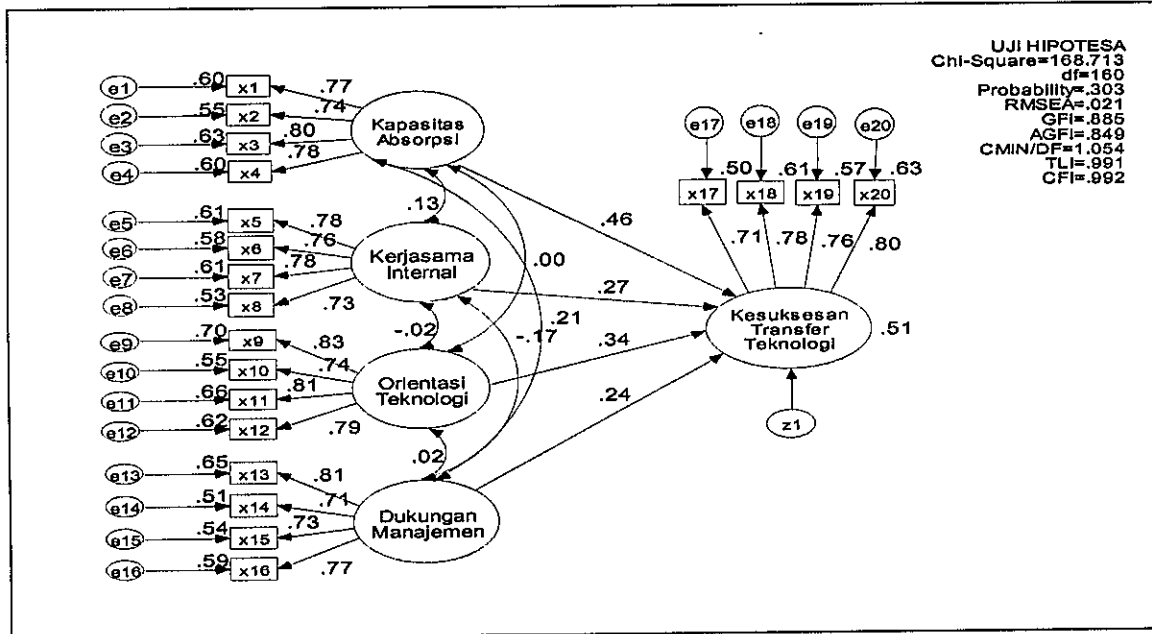 UJI HIPOTESA
Chi-Square=168.713
df=160
Probability=.303
RMSEA=.021
GFI=.885
AGFI=.849
CMIN/DF=1.054
TLI=.991
CFI=.992
e1 .60 x1 .77
e2 .55 x2 .74
e3 .63 x3 .80
e4 .60 x4 .78
Kapasitas
Absorpsi
.13
e5 .61 x5 .78
e6 .58 x6 .76
e7 .61 x7 .78
e8 .53 x8 .73
Kerjasama
Internal
-.02
e9 .70 x9 .83
e10 .55 x10 .74
e11 .66 x11 .81
e12 .62 x12 .79
Orientasi
Teknologi
.02
e13 .65 x13 .81
e14 .51 x14 .71
e15 .54 x15 .73
e16 .59 x16 .77
Dukungan
Manajemen
.46
.00
.27
.21
-.17
.34
.24
e17 e18 e19 e20
.50 .61 .57 .63
x17 x18 x19 x20
.71 .78 .76 .80
Kesuksesan
Transfer
Teknologi
.51
z1